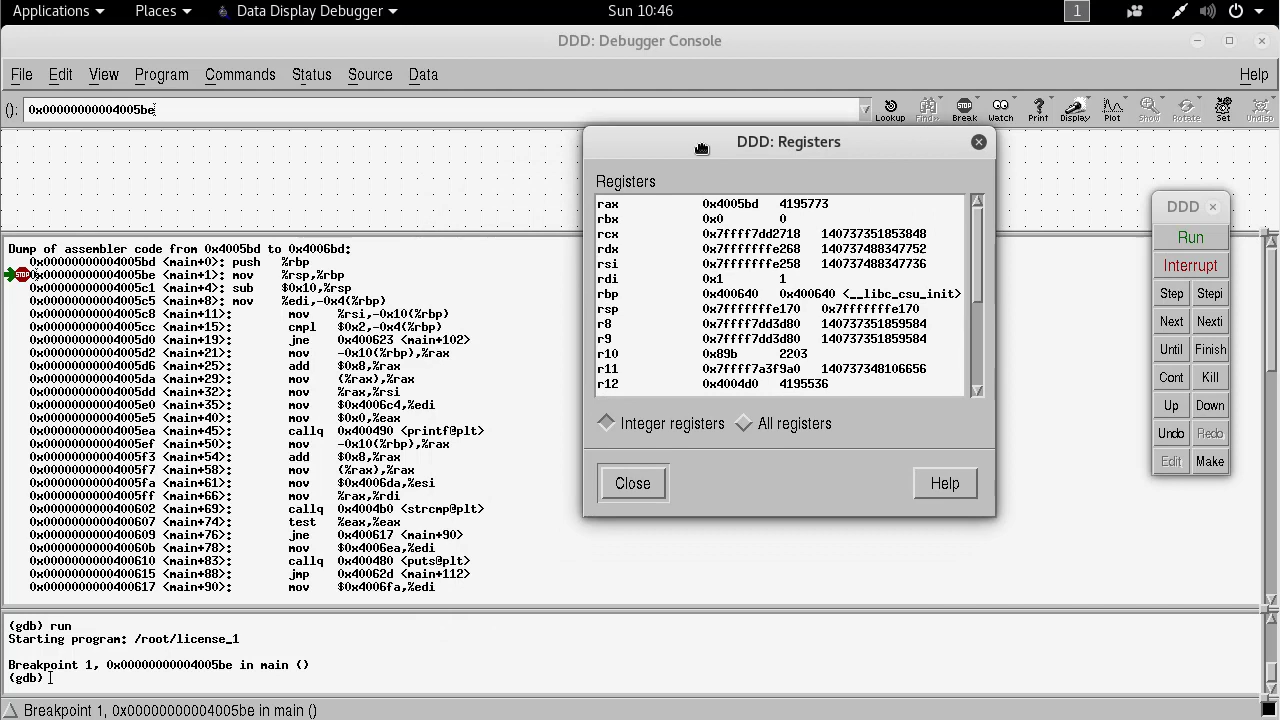 Applications Places Data Display Debugger Sun 10:46 1
DDD: Debugger Console
File Edit View Program Commands Status Source Data Help
(): 0x00000000004005be
Lookup Find» Break Watch Print Display Plot Show Rotate Set Undisp
DDD: Registers
Registers
rax 0x4005bd 4195773
rbx 0x0 0
rcx 0x7ffff7dd2718 140737351853848
rdx 0x7fffffffe268 140737488347752
rsi 0x7fffffffe258 140737488347736
rdi 0x1 1
rbp 0x400640 0x400640 <__libc_csu_init>
rsp 0x7fffffffe170 0x7fffffffe170
r8 0x7ffff7dd3d80 140737351859584
r9 0x7ffff7dd3d80 140737351859584
r10 0x89b 2203
r11 0x7ffff7a3f9a0 140737348106656
r12 0x4004d0 4195536
Integer registers All registers
Close Help
DDD
Run
Interrupt
Step Stepi
Next Nexti
Until Finish
Cont Kill
Up Down
Undo Redo
Edit Make
Dump of assembler code from 0x4005bd to 0x4006bd:
0x00000000004005bd <main+0>: push %rbp
STOP 0x00000000004005be <main+1>: mov %rsp,%rbp
0x00000000004005c1 <main+4>: sub $0x10,%rsp
0x00000000004005c5 <main+8>: mov %edi,-0x4(%rbp)
0x00000000004005c8 <main+11>: mov %rsi,-0x10(%rbp)
0x00000000004005cc <main+15>: cmpl $0x2,-0x4(%rbp)
0x00000000004005d0 <main+19>: jne 0x400623 <main+102>
0x00000000004005d2 <main+21>: mov -0x10(%rbp),%rax
0x00000000004005d6 <main+25>: add $0x8,%rax
0x00000000004005da <main+29>: mov (%rax),%rax
0x00000000004005dd <main+32>: mov %rax,%rsi
0x00000000004005e0 <main+35>: mov $0x4006c4,%edi
0x00000000004005e5 <main+40>: mov $0x0,%eax
0x00000000004005ea <main+45>: callq 0x400490 <printf@plt>
0x00000000004005ef <main+50>: mov -0x10(%rbp),%rax
0x00000000004005f3 <main+54>: add $0x8,%rax
0x00000000004005f7 <main+58>: mov (%rax),%rax
0x00000000004005fa <main+61>: mov $0x4006da,%esi
0x00000000004005ff <main+66>: mov %rax,%rdi
0x0000000000400602 <main+69>: callq 0x4004b0 <strcmp@plt>
0x0000000000400607 <main+74>: test %eax,%eax
0x0000000000400609 <main+76>: jne 0x400617 <main+90>
0x000000000040060b <main+78>: mov $0x4006ea,%edi
0x0000000000400610 <main+83>: callq 0x400480 <puts@plt>
0x0000000000400615 <main+88>: jmp 0x40062d <main+112>
0x0000000000400617 <main+90>: mov $0x4006fa,%edi
(gdb) run
Starting program: /root/license_1
Breakpoint 1, 0x00000000004005be in main ()
(gdb)
Breakpoint 1, 0x00000000004005be in main ()